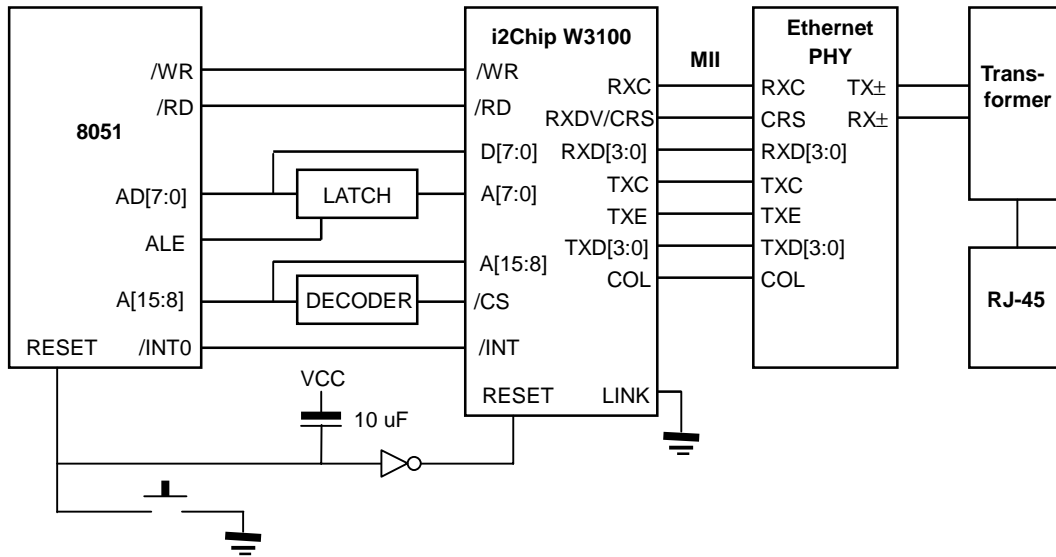 8051
/WR
/RD
AD[7:0]
ALE
A[15:8]
/INT0
RESET
LATCH
DECODER
VCC
10 uF
i2Chip W3100
/WR
/RD
D[7:0]
A[7:0]
A[15:8]
/CS
/INT
RESET
RXC
RXDV/CRS
RXD[3:0]
TXC
TXE
TXD[3:0]
COL
LINK
MII
Ethernet
PHY
RXC
CRS
RXD[3:0]
TXC
TXE
TXD[3:0]
COL
TX±
RX±
Trans-
former
RJ-45